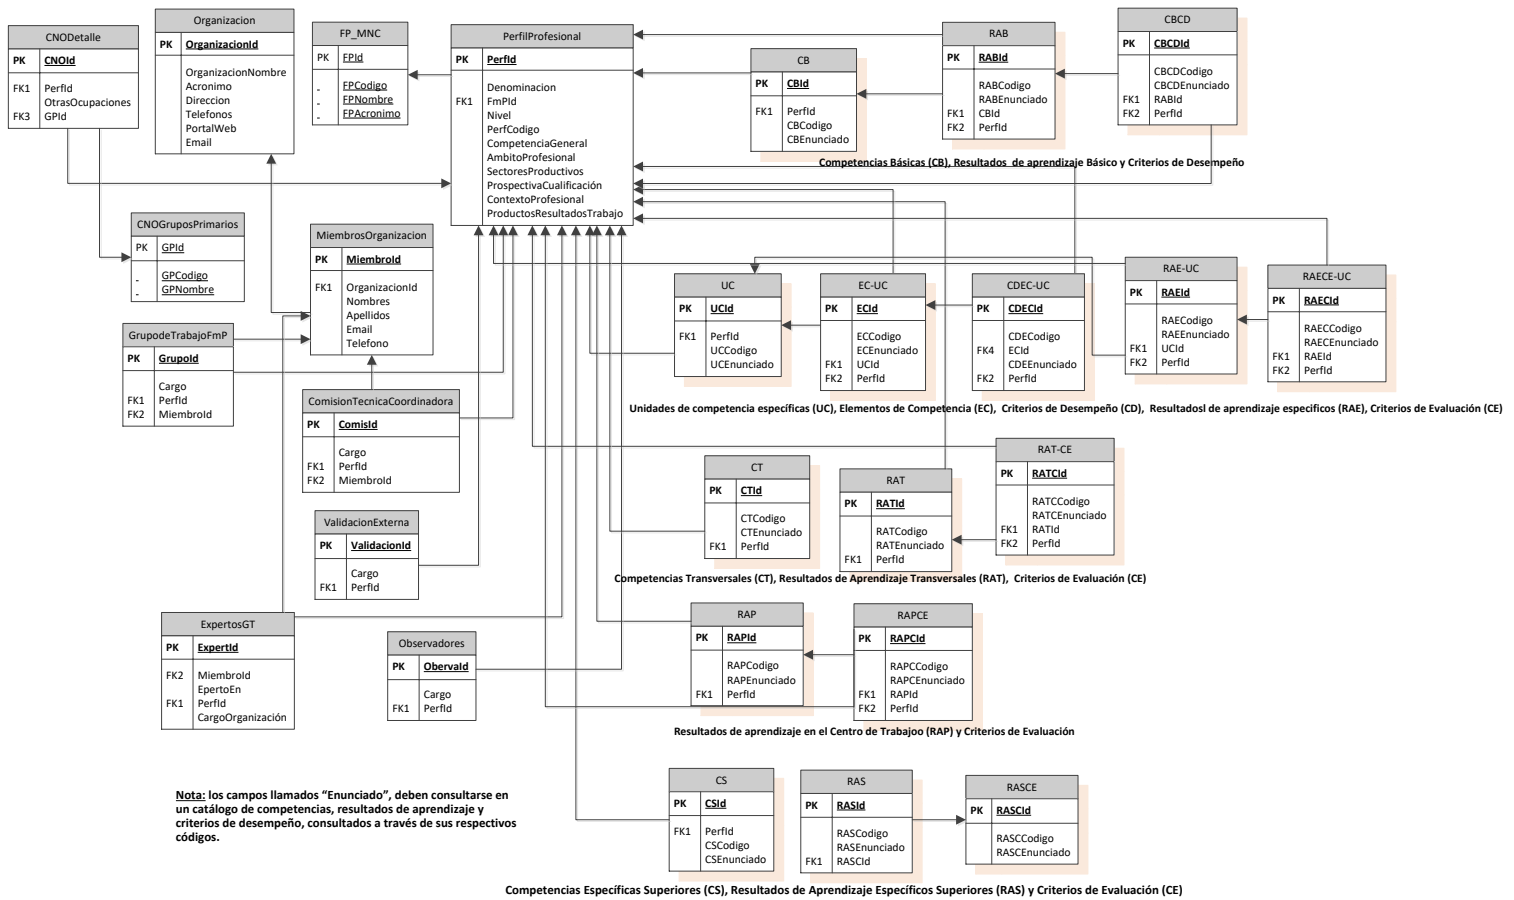 CNODetalle
PK CNOId
FK1 PerfId
OtrasOcupaciones
FK3 GPId
Organizacion
PK OrganizacionId
OrganizacionNombre
Acronimo
Direccion
Telefonos
PortalWeb
Email
FP_MNC
PK FPId
- FPCodigo
- FPNombre
- FPAcronimo
PerfilProfesional
PK PerfId
Denominacion
FK1 FmPId
Nivel
PerfCodigo
CompetenciaGeneral
AmbitoProfesional
SectoresProductivos
ProspectivaCualificación
ContextoProfesional
ProductosResultadosTrabajo
CB
PK CBId
FK1 PerfId
CBCodigo
CBEnunciado
RAB
PK RABId
RABCodigo
RABEnunciado
FK1 CBId
FK2 PerfId
CBCD
PK CBCDId
CBCDCodigo
CBCDEnunciado
FK1 RABId
FK2 PerfId
Competencias Básicas (CB), Resultados de aprendizaje Básico y Criterios de Desempeño
CNOGruposPrimarios
PK GPId
- GPCodigo
- GPNombre
MiembrosOrganizacion
PK MiembroId
FK1 OrganizacionId
Nombres
Apellidos
Email
Telefono
GrupodeTrabajoFmP
PK GrupoId
Cargo
FK1 PerfId
FK2 MiembroId
ComisionTecnicaCoordinadora
PK ComisId
Cargo
FK1 PerfId
FK2 MiembroId
UC
PK UCId
FK1 PerfId
UCCodigo
UCEnunciado
EC-UC
PK ECId
ECCodigo
ECEnunciado
FK1 UCId
FK2 PerfId
CDEC-UC
PK CDECId
CDECodigo
FK4 ECId
CDEEnunciado
FK2 PerfId
RAE-UC
PK RAEId
RAECodigo
RAEEnunciado
FK1 UCId
FK2 PerfId
RAECE-UC
PK RAECId
RAECCodigo
RAECEnunciado
FK1 RAEId
FK2 PerfId
Unidades de competencia específicas (UC), Elementos de Competencia (EC), Criterios de Desempeño (CD), Resultadosl de aprendizaje especificos (RAE), Criterios de Evaluación (CE)
ValidacionExterna
PK ValidacionId
Cargo
FK1 PerfId
CT
PK CTId
CTCodigo
CTEnunciado
FK1 PerfId
RAT
PK RATId
RATCodigo
RATEnunciado
FK1 PerfId
RAT-CE
PK RATCId
RATCCodigo
RATCEnunciado
FK1 RATId
FK2 PerfId
Competencias Transversales (CT), Resultados de Aprendizaje Transversales (RAT), Criterios de Evaluación (CE)
ExpertosGT
PK ExpertId
FK2 MiembroId
EpertoEn
FK1 PerfId
CargoOrganización
Observadores
PK ObervaId
Cargo
FK1 PerfId
RAP
PK RAPId
RAPCodigo
RAPEnunciado
FK1 PerfId
RAPCE
PK RAPCId
RAPCCodigo
RAPCEnunciado
FK1 RAPId
FK2 PerfId
Resultados de aprendizaje en el Centro de Trabajoo (RAP) y Criterios de Evaluación
Nota: los campos llamados “Enunciado”, deben consultarse en
un catálogo de competencias, resultados de aprendizaje y
criterios de desempeño, consultados a través de sus respectivos
códigos.
CS
PK CSId
FK1 PerfId
CSCodigo
CSEnunciado
RAS
PK RASId
RASCodigo
RASEnunciado
FK1 RASCId
RASCE
PK RASCId
RASCCodigo
RASCEnunciado
Competencias Específicas Superiores (CS), Resultados de Aprendizaje Específicos Superiores (RAS) y Criterios de Evaluación (CE)